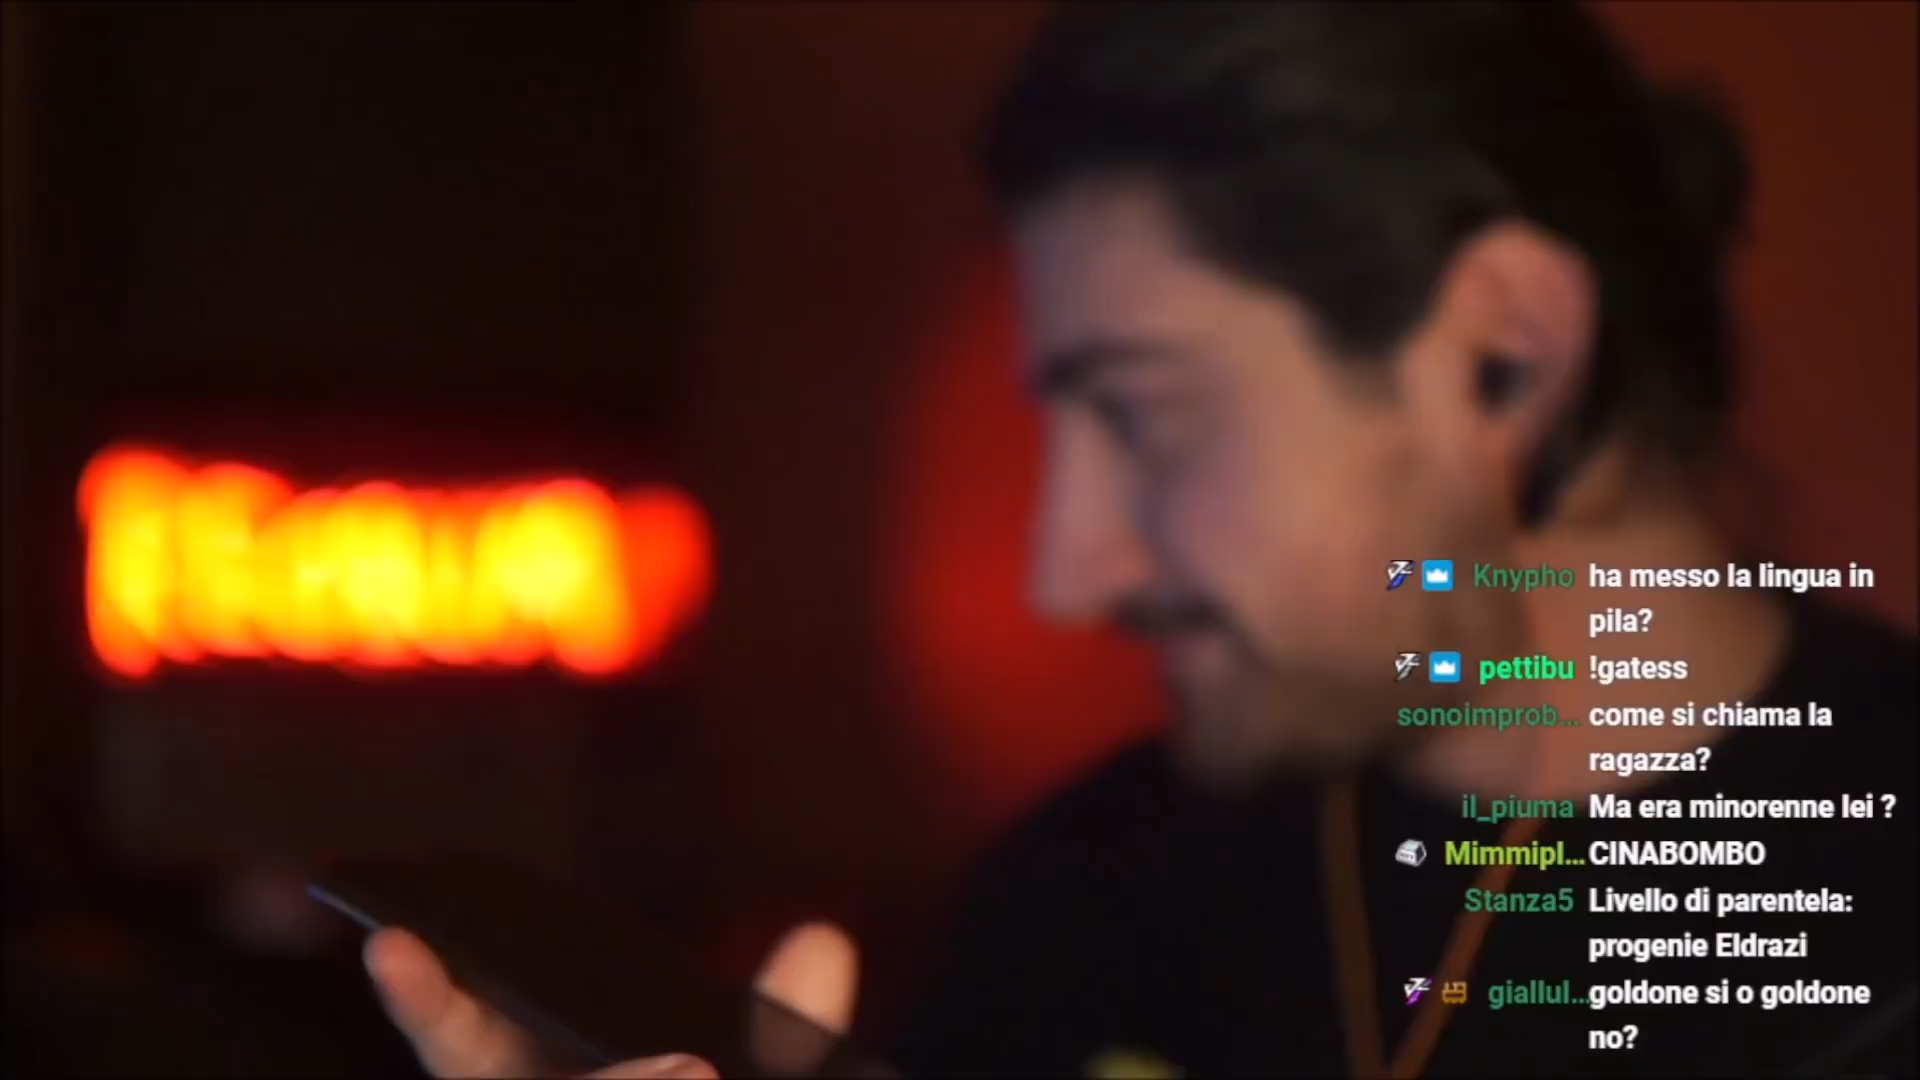 Knypho ha messo la lingua in
pila?
pettibu !gatess
sonoimprob... come si chiama la
ragazza?
il_piuma Ma era minorenne lei ?
Mimmipl... CINABOMBO
Stanza5 Livello di parentela:
progenie Eldrazi
giallul... goldone si o goldone
no?